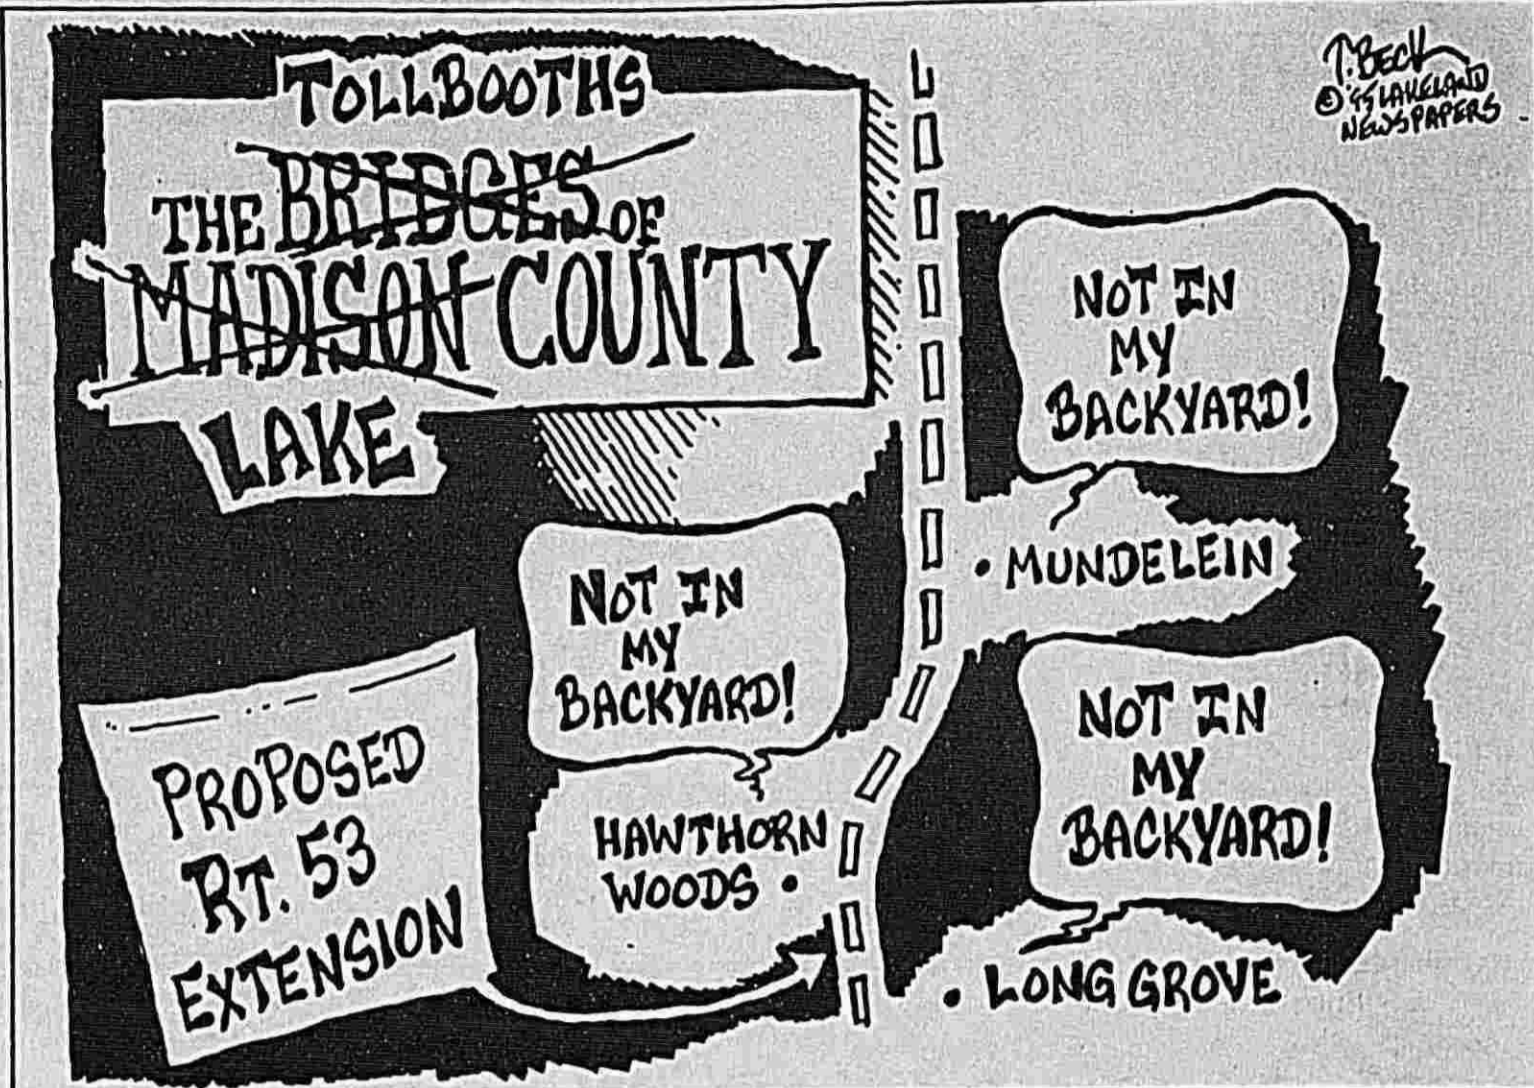 TOLLBOOTHS
THE BRIDGES OF
MADISON COUNTY
LAKE
T. BECK
© '95 LAKELAND
NEWSPAPERS
NOT IN
MY
BACKYARD!
• MUNDELEIN
NOT IN
MY
BACKYARD!
HAWTHORN
WOODS •
NOT IN
MY
BACKYARD!
• LONG GROVE
PROPOSED
RT. 53
EXTENSION